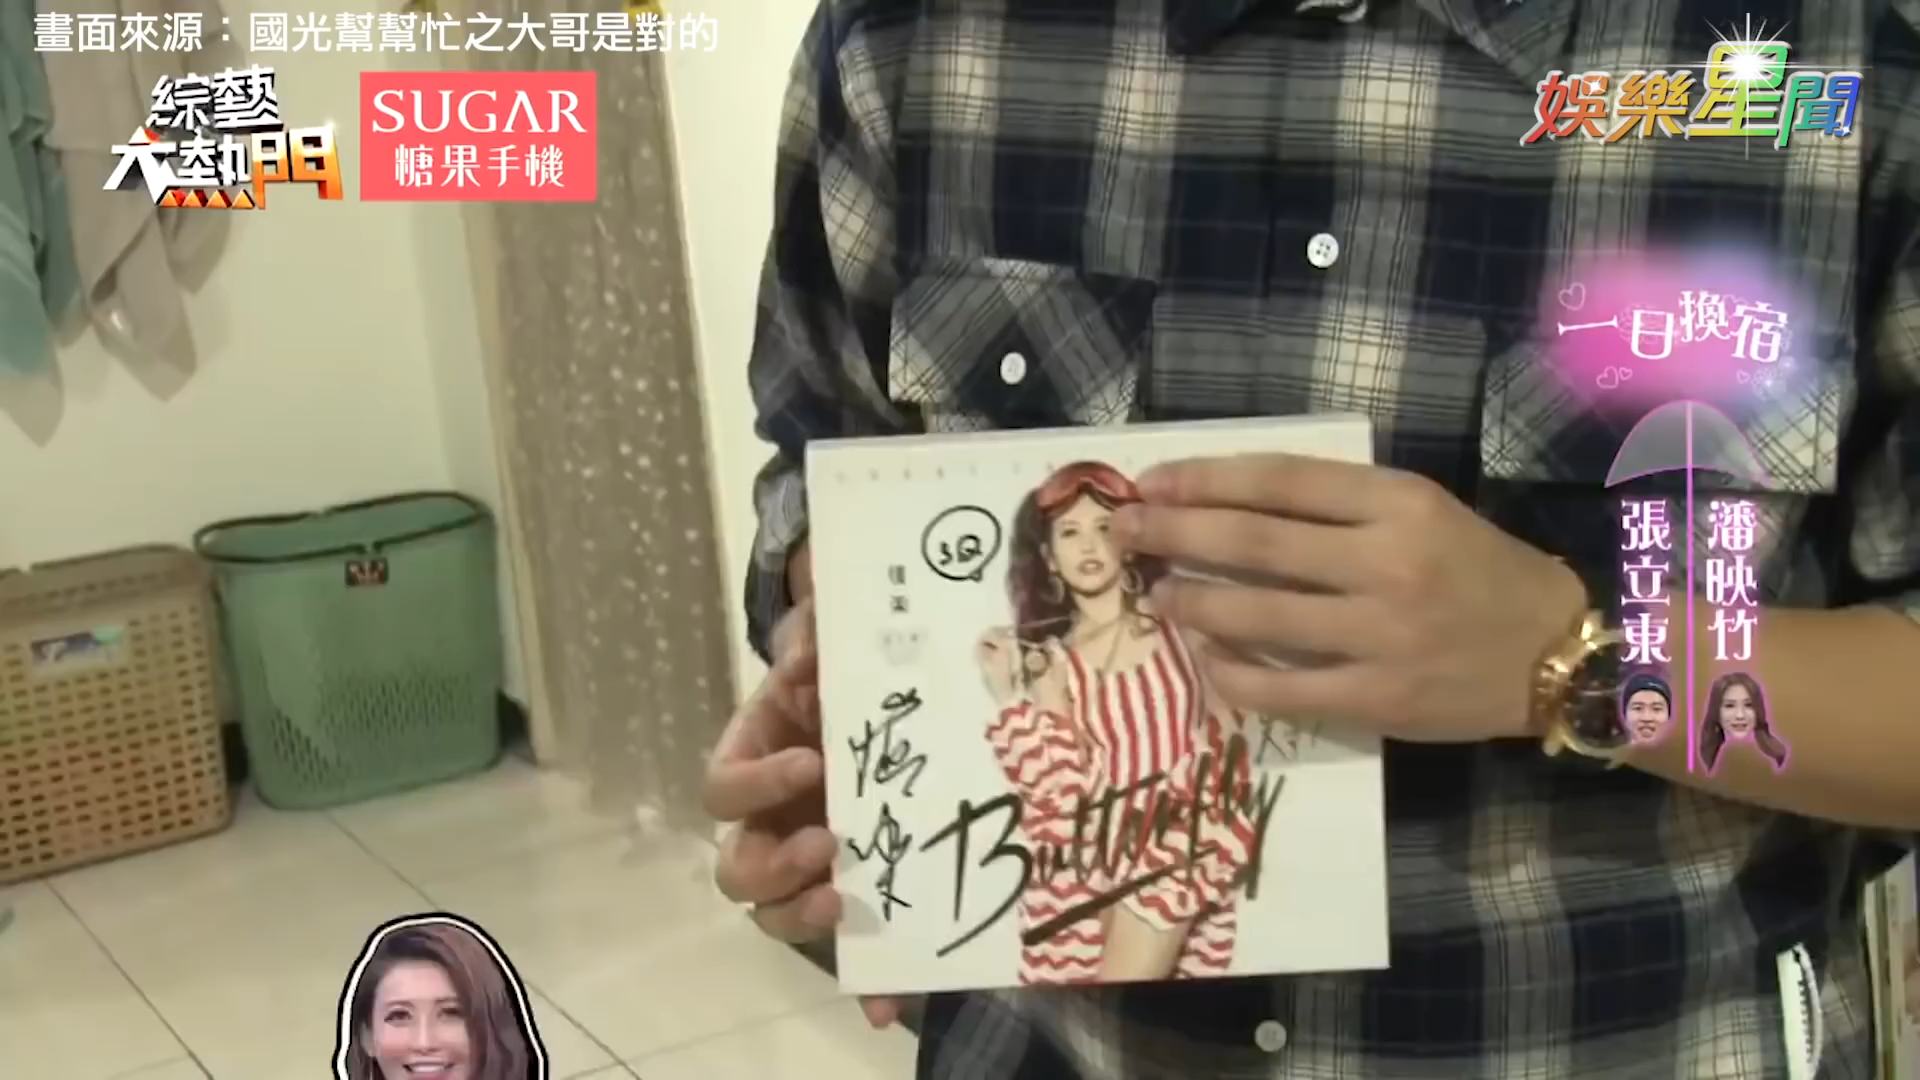 畫面來源：國光幫幫忙之大哥是對的
綜藝
大熱門
SUGAR
糖果手機
娛樂星聞
一日換宿
張立東
潘映竹
Butterfly